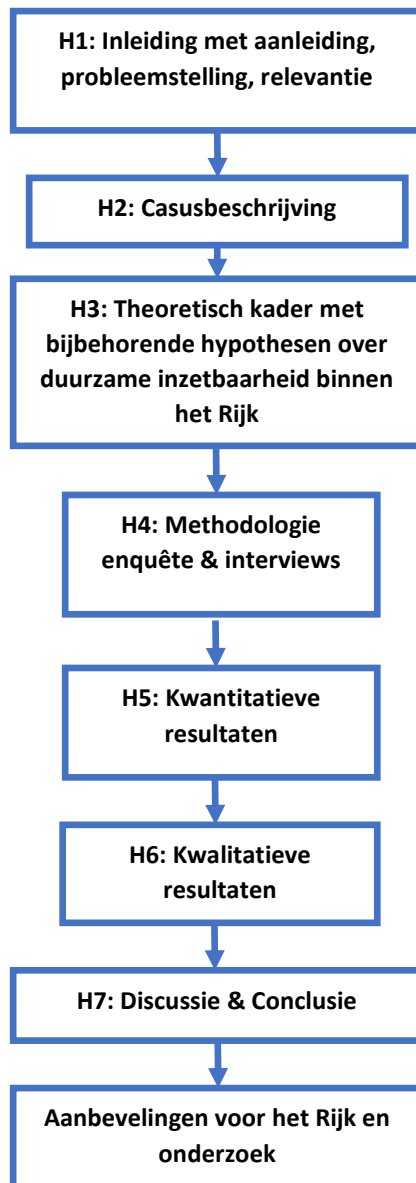 H1: Inleiding met aanleiding,
probleemstelling, relevantie
H2: Casusbeschrijving
H3: Theoretisch kader met
bijbehorende hypothesen over
duurzame inzetbaarheid binnen
het Rijk
H4: Methodologie
enquête & interviews
H5: Kwantitatieve
resultaten
H6: Kwalitatieve
resultaten
H7: Discussie & Conclusie
Aanbevelingen voor het Rijk en
onderzoek